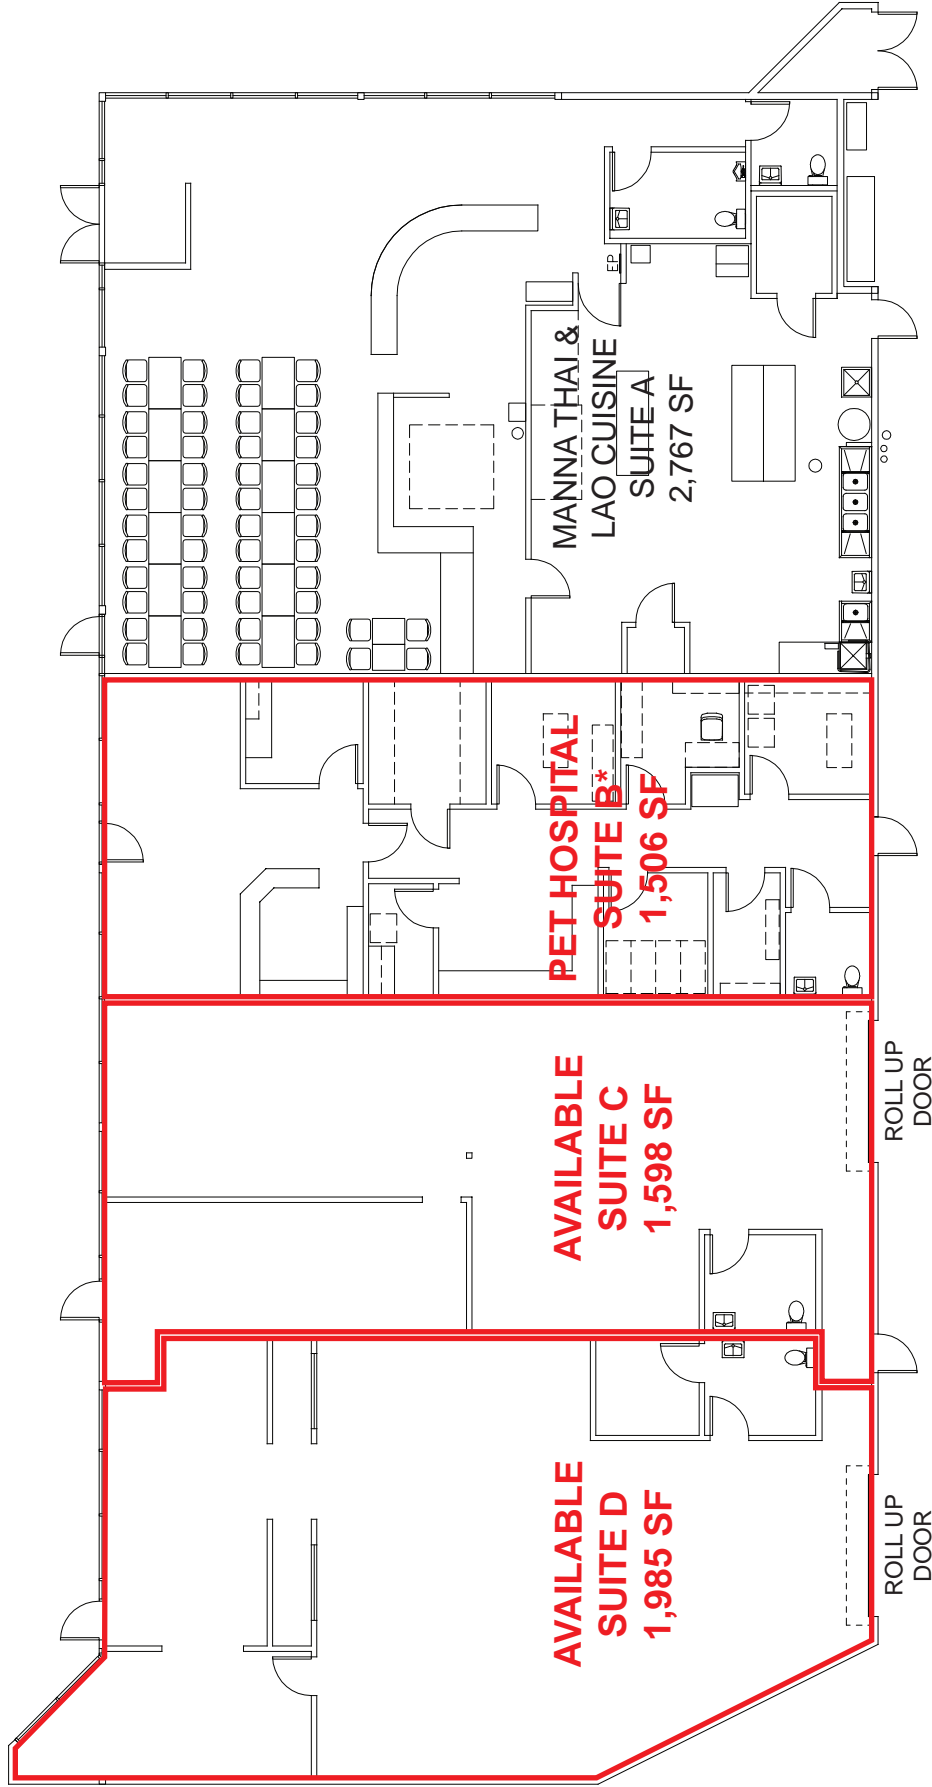 MANNA THAI &
LAO CUISINE
SUITE A
2,767 SF
EP
PET HOSPITAL
SUITE B*
1,506 SF
AVAILABLE
SUITE C
1,598 SF
ROLL UP
DOOR
AVAILABLE
SUITE D
1,985 SF
ROLL UP
DOOR